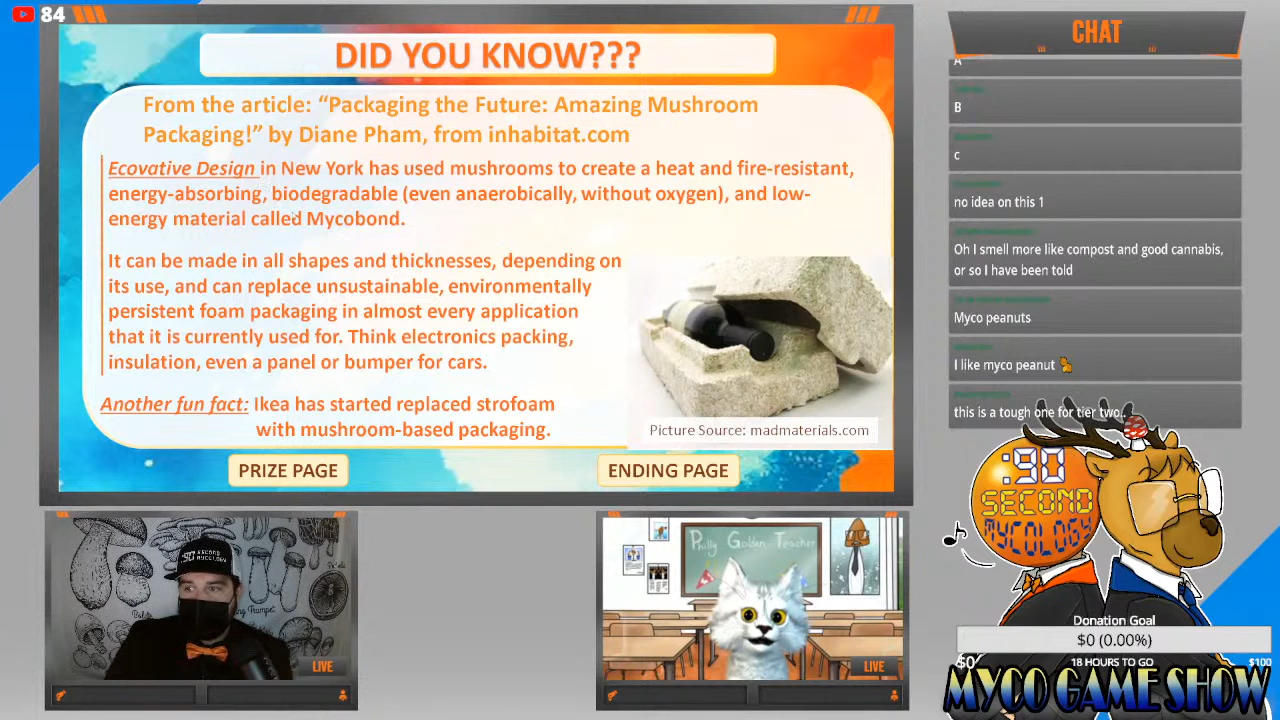 84
DID YOU KNOW???
From the article: “Packaging the Future: Amazing Mushroom
Packaging!” by Diane Pham, from inhabitat.com
Ecovative Design in New York has used mushrooms to create a heat and fire-resistant,
energy-absorbing, biodegradable (even anaerobically, without oxygen), and low-
energy material called Mycobond.
It can be made in all shapes and thicknesses, depending on
its use, and can replace unsustainable, environmentally
persistent foam packaging in almost every application
that it is currently used for. Think electronics packing,
insulation, even a panel or bumper for cars.
Another fun fact: Ikea has started replaced strofoam
with mushroom-based packaging.
Picture Source: madmaterials.com
PRIZE PAGE
ENDING PAGE
CHAT
A
B
c
no idea on this 1
Oh I smell more like compost and good cannabis,
or so I have been told
Myco peanuts
I like myco peanut
this is a tough one for tier two..
:90
SECOND
MYCOLOGY
Donation Goal
$0 (0.00%)
$0 18 HOURS TO GO $100
MYCO GAME SHOW
LIVE
Philly Golden Teacher
LIVE